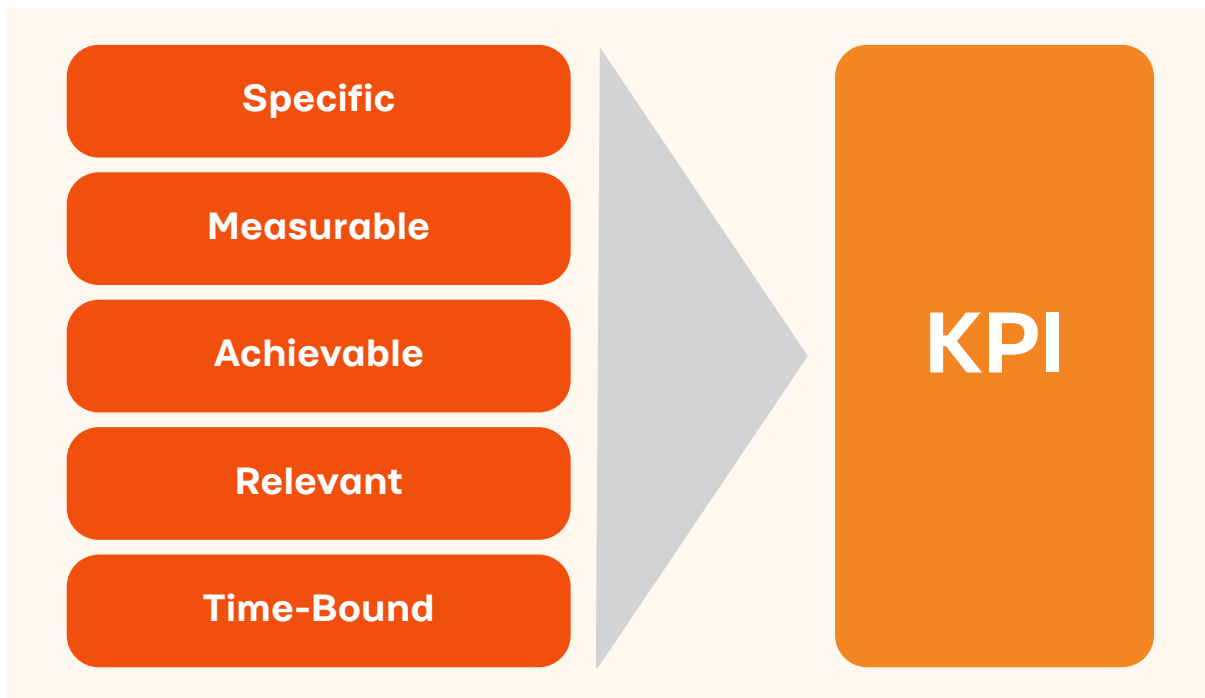 Specific
Measurable
Achievable
Relevant
Time-Bound
KPI